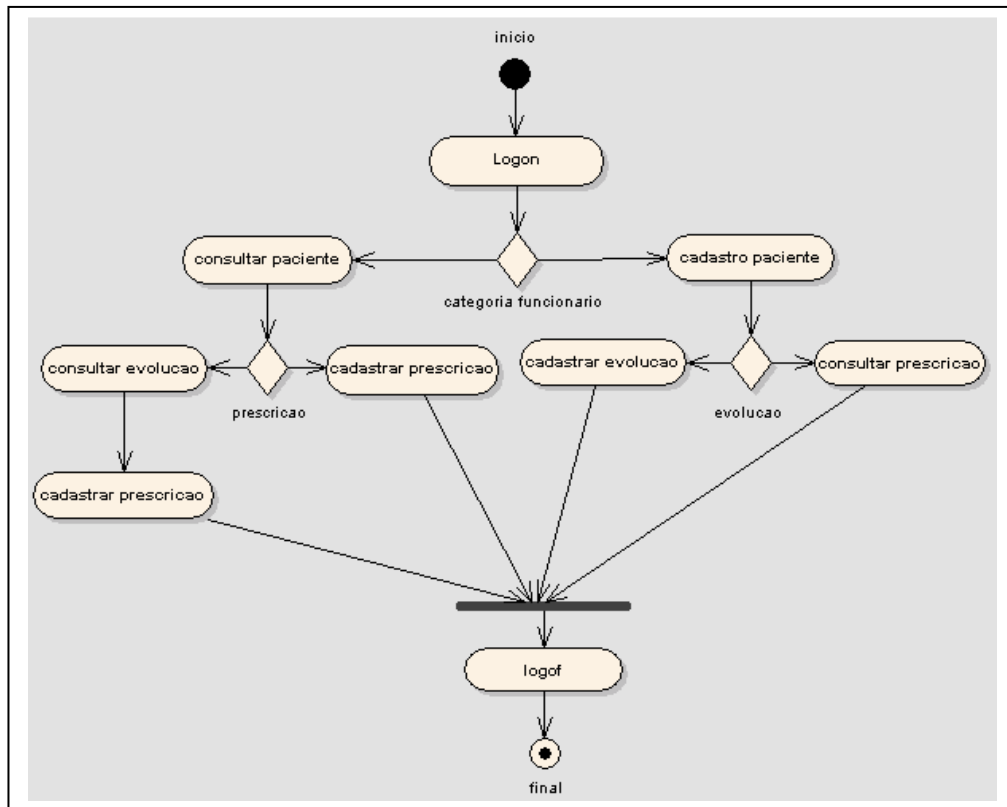 inicio
Logon
consultar paciente
cadastro paciente
categoria funcionario
consultar evolucao
cadastrar prescricao
cadastrar evolucao
consultar prescricao
prescricao
evolucao
cadastrar prescricao
logof
final